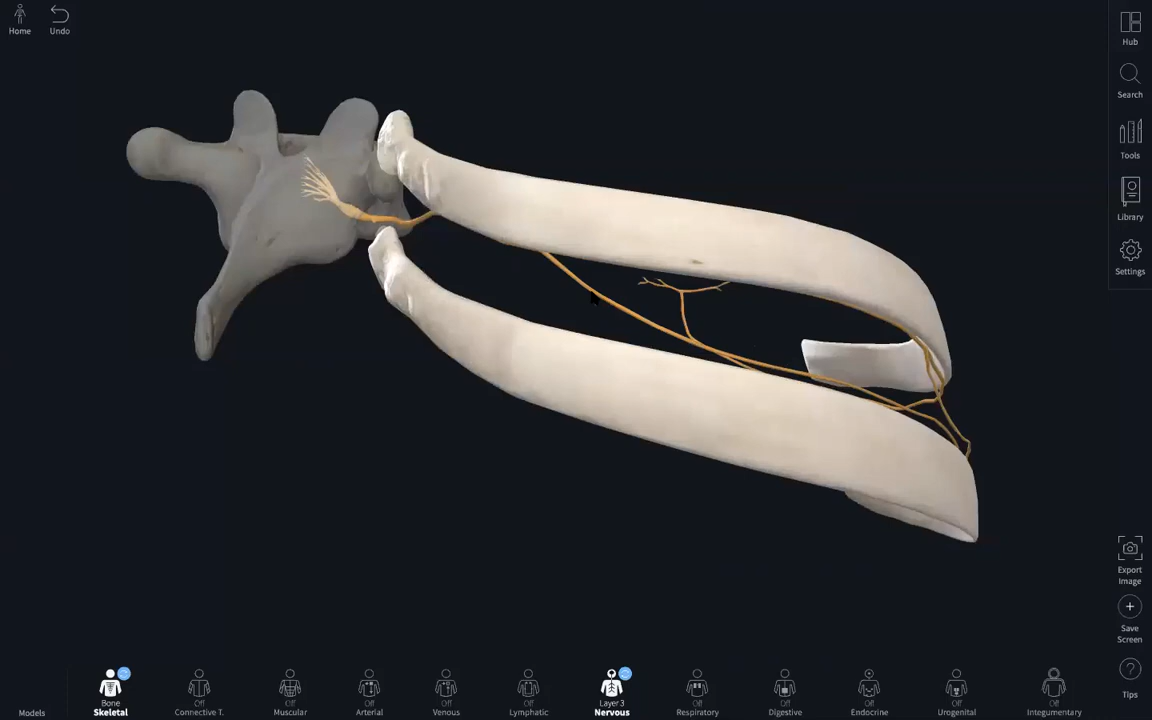 Home
Undo
Hub
Search
Tools
Library
Settings
Export
Image
Save
Screen
Tips
Models
Bone
Skeletal
Off
Connective T.
Off
Muscular
Off
Arterial
Off
Venous
Off
Lymphatic
Layer 3
Nervous
Off
Respiratory
Off
Digestive
Off
Endocrine
Off
Urogenital
Off
Integumentary